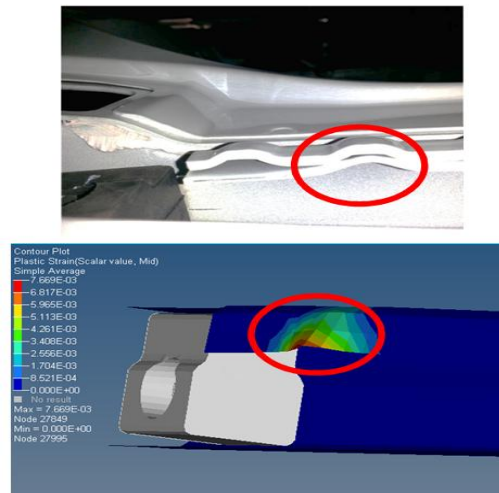 Contour Plot
Plastic Strain(Scalar value, Mid)
Simple Average
7.669E-03
6.817E-03
5.965E-03
5.113E-03
4.261E-03
3.408E-03
2.556E-03
1.704E-03
8.521E-04
0.000E+00
No result
Max = 7.669E-03
Node 27849
Min = 0.000E+00
Node 27995